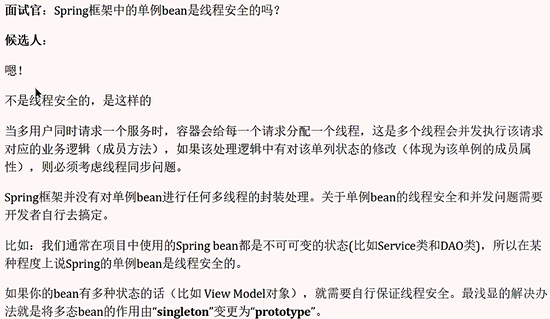 面试官：Spring框架中的单例bean是线程安全的吗？
候选人：
嗯！
不是线程安全的，是这样的
当多用户同时请求一个服务时，容器会给每一个请求分配一个线程，这是多个线程会并发执行该请求
对应的业务逻辑（成员方法），如果该处理逻辑中有对该单列状态的修改（体现为该单例的成员属
性），则必须考虑线程同步问题。
Spring框架并没有对单例bean进行任何多线程的封装处理。关于单例bean的线程安全和并发问题需要
开发者自行去搞定。
比如：我们通常在项目中使用的Spring bean都是不可可变的状态(比如Service类和DAO类)，所以在某
种程度上说Spring的单例bean是线程安全的。
如果你的bean有多种状态的话（比如 View Model对象），就需要自行保证线程安全。最浅显的解决办
法就是将多态bean的作用由“singleton”变更为“prototype”。